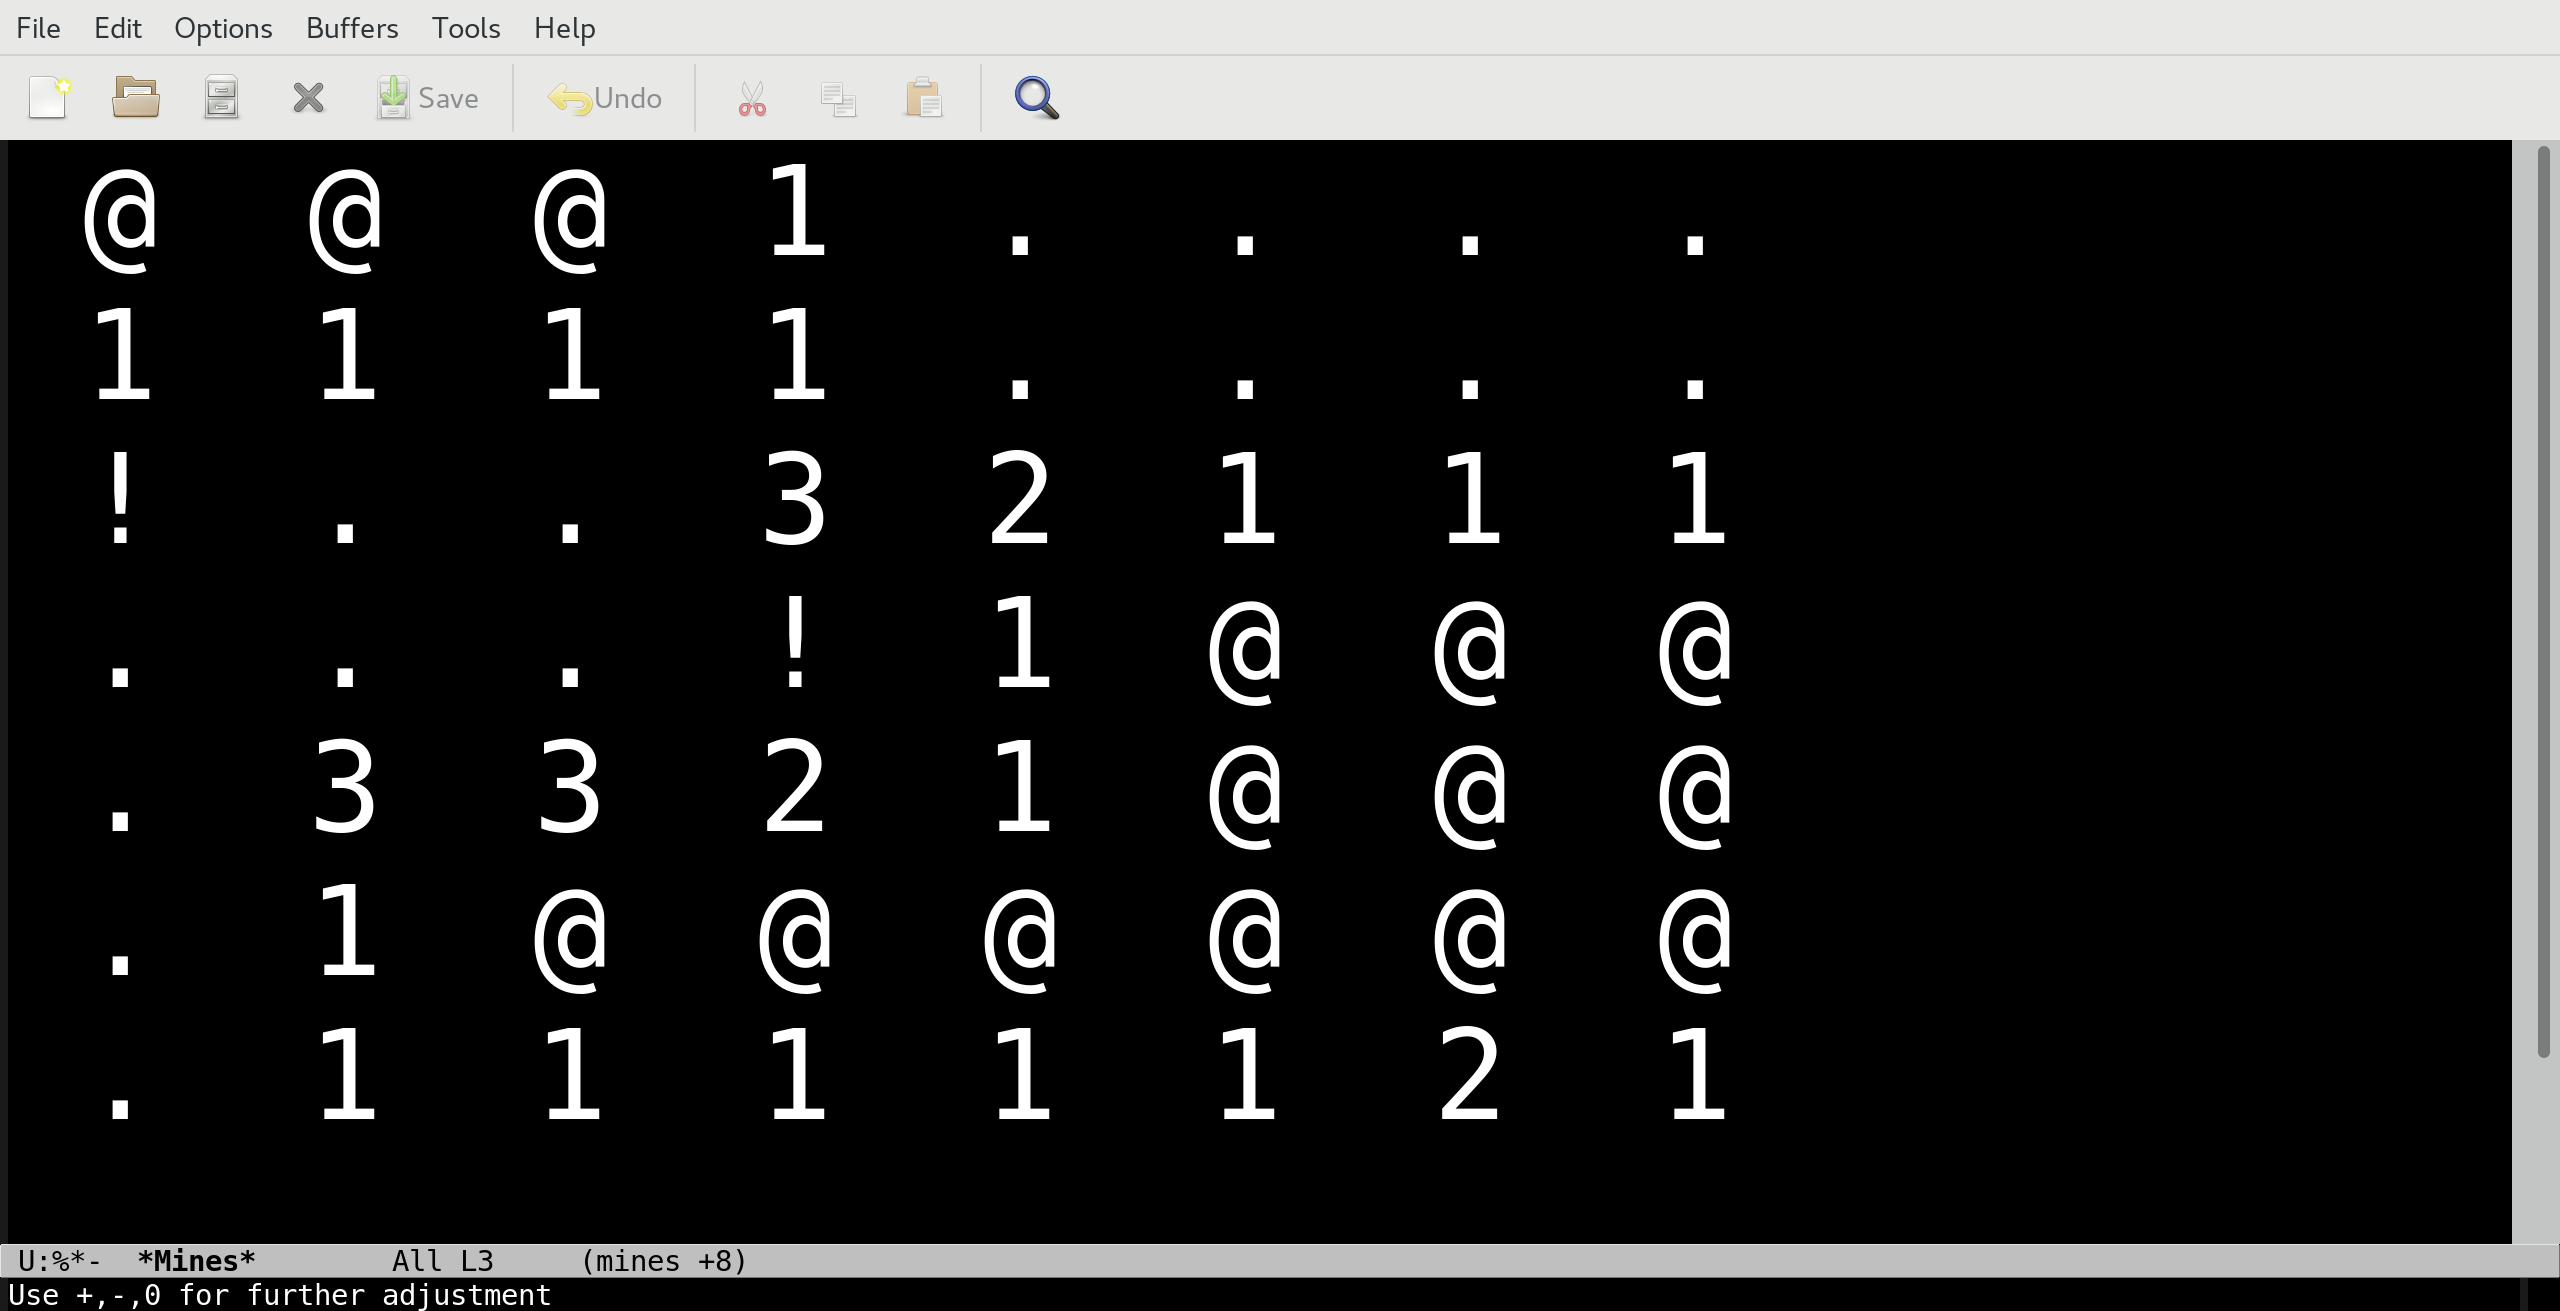 File Edit Options Buffers Tools Help
Save Undo
@ @ @ 1 . . . .
1 1 1 1 . . . .
! . . 3 2 1 1 1
. . . ! 1 @ @ @
. 3 3 2 1 @ @ @
. 1 @ @ @ @ @ @
. 1 1 1 1 1 2 1
U:%*- *Mines* All L3 (mines +8)
Use +,-,0 for further adjustment